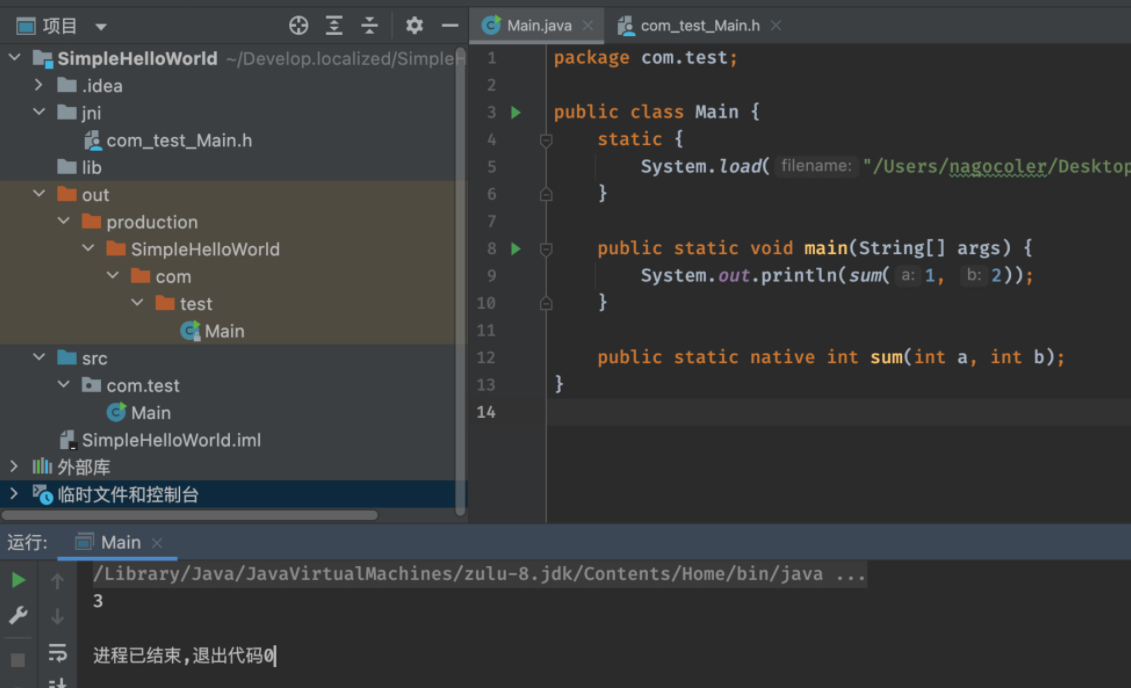 项目
SimpleHelloWorld ~/Develop.localized/SimpleH
.idea
jni
com_test_Main.h
lib
out
production
SimpleHelloWorld
com
test
Main
src
com.test
Main
SimpleHelloWorld.iml
外部库
临时文件和控制台
Main.java com_test_Main.h
1 package com.test;
2
3 public class Main {
4 static {
5 System.load( filename: "/Users/nagocoler/Desktop
6 }
7
8 public static void main(String[] args) {
9 System.out.println(sum( a: 1, b: 2));
10 }
11
12 public static native int sum(int a, int b);
13 }
14
运行: Main
/Library/Java/JavaVirtualMachines/zulu-8.jdk/Contents/Home/bin/java ...
3
进程已结束,退出代码0